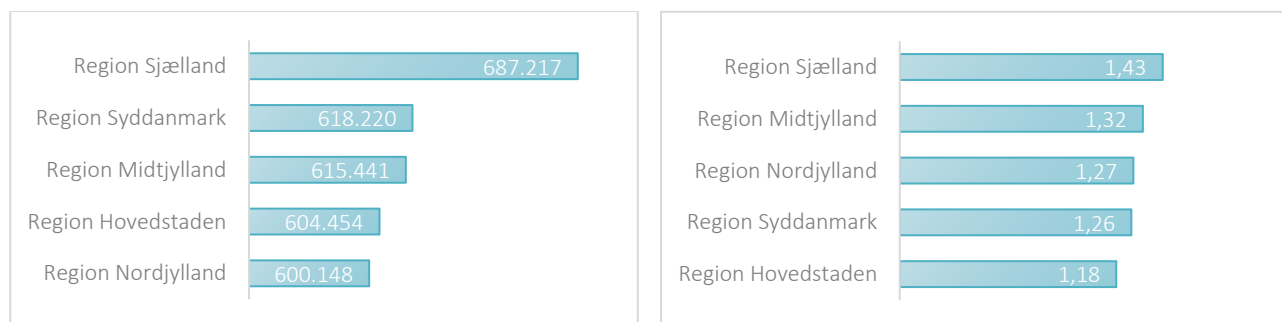 Region Sjælland 687.217
Region Syddanmark 618.220
Region Midtjylland 615.441
Region Hovedstaden 604.454
Region Nordjylland 600.148
Region Sjælland 1,43
Region Midtjylland 1,32
Region Nordjylland 1,27
Region Syddanmark 1,26
Region Hovedstaden 1,18